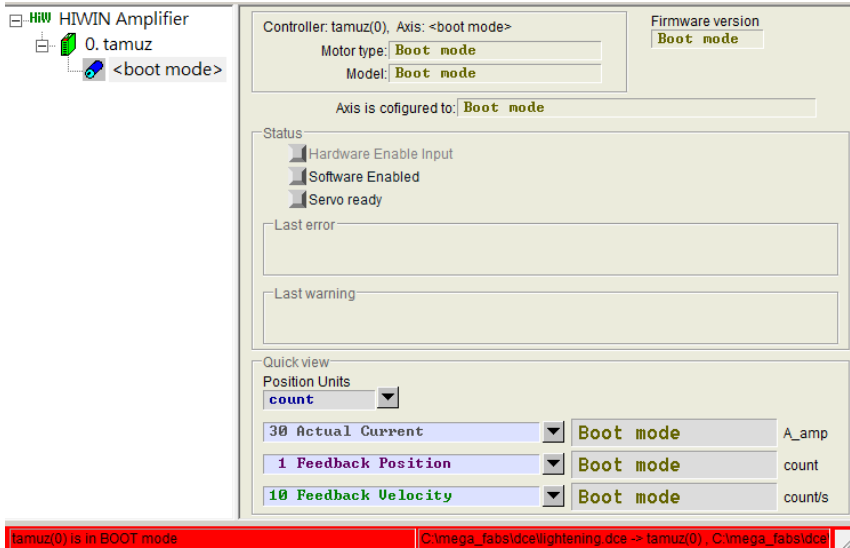 HiW HIWIN Amplifier
0. tamuz
<boot mode>
Controller: tamuz(0),  Axis: <boot mode>
Motor type: Boot mode
Model: Boot mode
Firmware version
Boot mode
Axis is cofigured to: Boot mode
Status
Hardware Enable Input
Software Enabled
Servo ready
Last error
Last warning
Quick view
Position Units
count
30 Actual Current Boot mode A_amp
1 Feedback Position Boot mode count
10 Feedback Velocity Boot mode count/s
tamuz(0) is in BOOT mode C:\mega_fabs\dce\lightening.dce -> tamuz(0) , C:\mega_fabs\dce